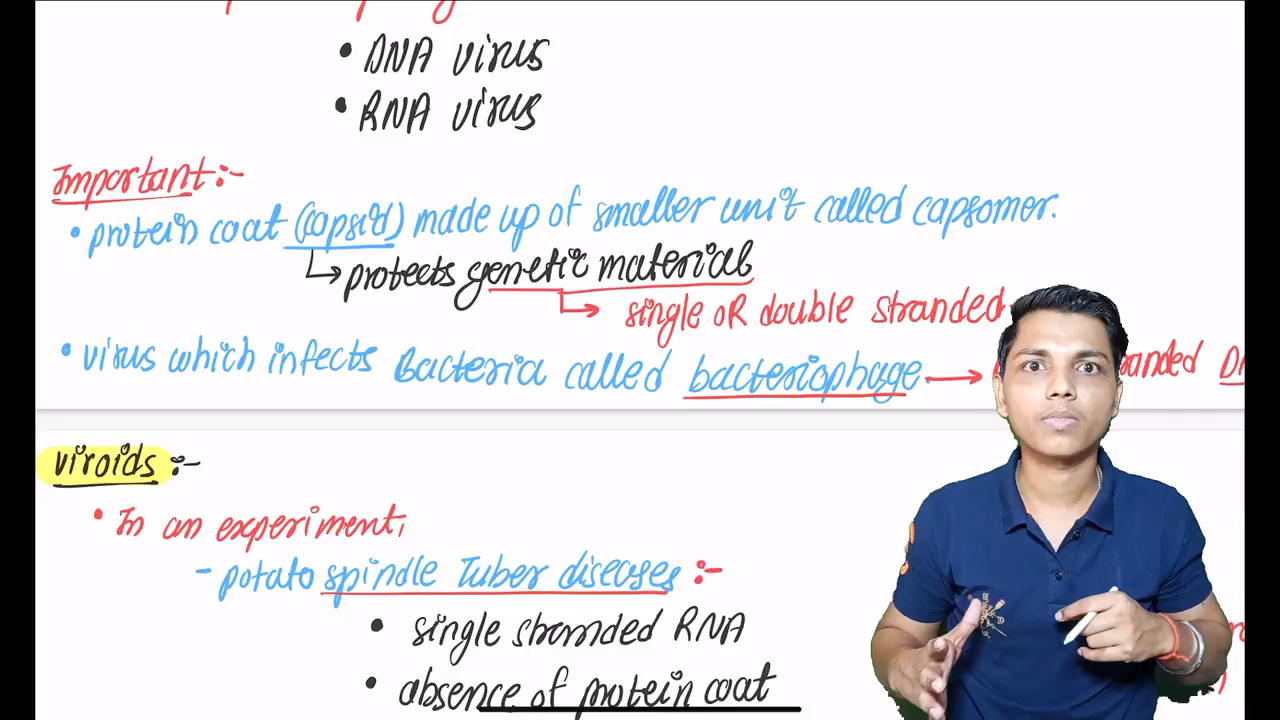 • DNA virus
• RNA virus
Important:-
• protein coat (capsid) made up of smaller unit called capsomer.
↳ protects genetic material
↳ single OR double stranded
• virus which infects Bacteria called bacteriophage. → anded D
viroids :-
• In an experiment,
- potato spindle Tuber diseases :-
• single stranded RNA
• absence of protein coat